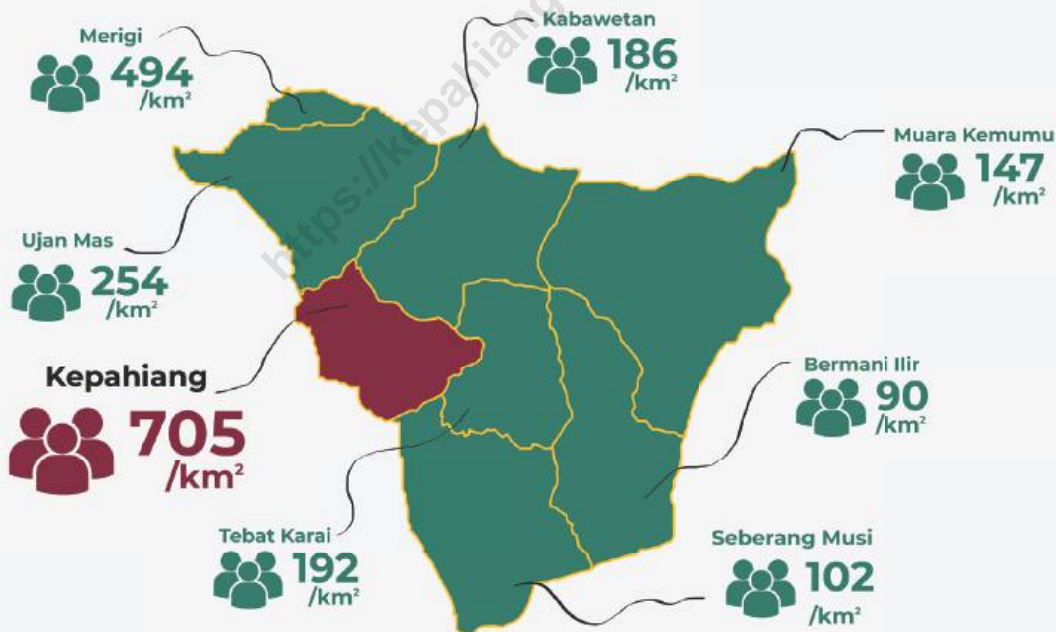 Merigi
494
/km²
Kabawetan
186
/km²
Muara Kemumu
147
/km²
Ujan Mas
254
/km²
Kepahiang
705
/km²
Bermani Ilir
90
/km²
Tebat Karai
192
/km²
Seberang Musi
102
/km²
https://kepahiang